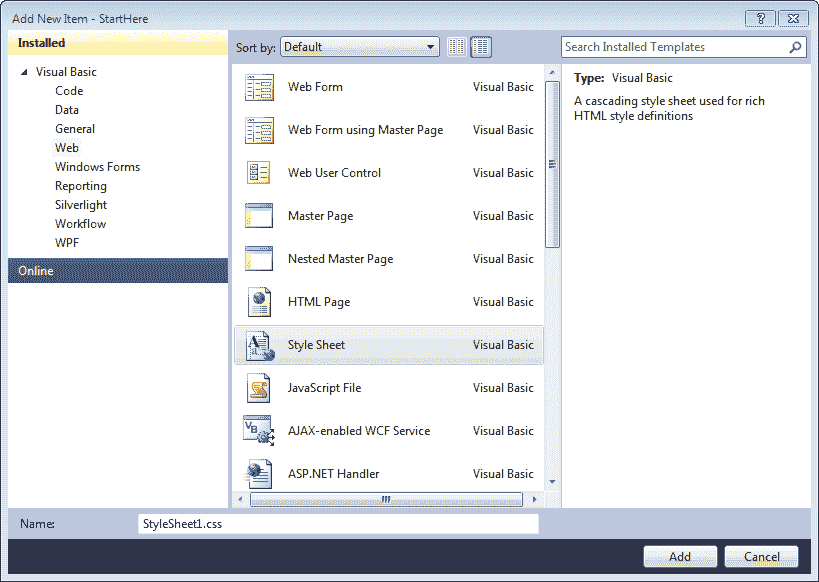 Add New Item - StartHere
Installed
Visual Basic
Code
Data
General
Web
Windows Forms
Reporting
Silverlight
Workflow
WPF
Online
Sort by: Default
Web Form Visual Basic
Web Form using Master Page Visual Basic
Web User Control Visual Basic
Master Page Visual Basic
Nested Master Page Visual Basic
HTML Page Visual Basic
Style Sheet Visual Basic
JavaScript File Visual Basic
AJAX-enabled WCF Service Visual Basic
ASP.NET Handler Visual Basic
Search Installed Templates
Type: Visual Basic
A cascading style sheet used for rich
HTML style definitions
Name: StyleSheet1.css
Add Cancel